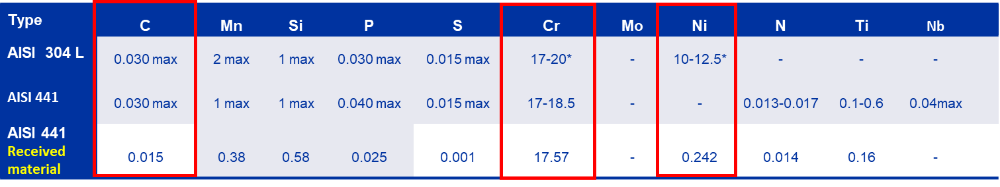 Type C Mn Si P S Cr Mo Ni N Ti Nb
AISI 304 L 0.030 max 2 max 1 max 0.030 max 0.015 max 17-20* - 10-12.5* - - -
AISI 441 0.030 max 1 max 1 max 0.040 max 0.015 max 17-18.5 - - 0.013-0.017 0.1-0.6 0.04max
AISI 441
Received
material 0.015 0.38 0.58 0.025 0.001 17.57 - 0.242 0.014 0.16 -